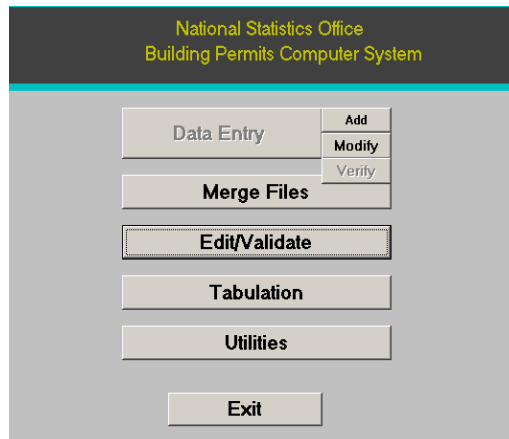 National Statistics Office
Building Permits Computer System
Data Entry
Add
Modify
Verify
Merge Files
Edit/Validate
Tabulation
Utilities
Exit